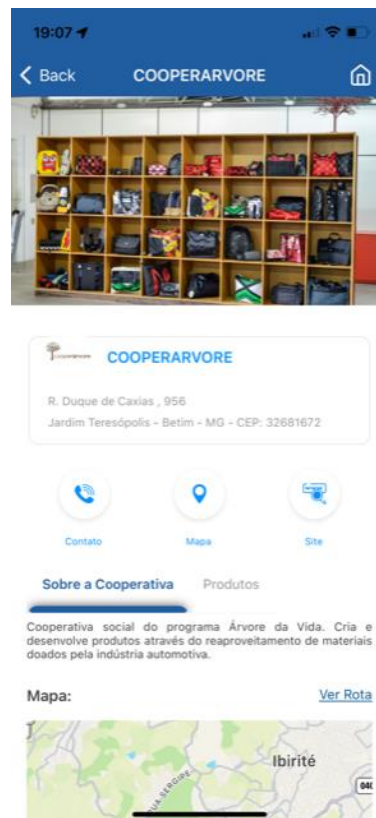 19:07
Back COOPERARVORE
COOPERARVORE
R. Duque de Caxias , 956
Jardim Teresópolis - Betim - MG - CEP: 32681672
Contato Mapa Site
Sobre a Cooperativa Produtos
Cooperativa social do programa Árvore da Vida. Cria e
desenvolve produtos através do reaproveitamento de materiais
doados pela indústria automotiva.
Mapa: Ver Rota
Ibirité
040